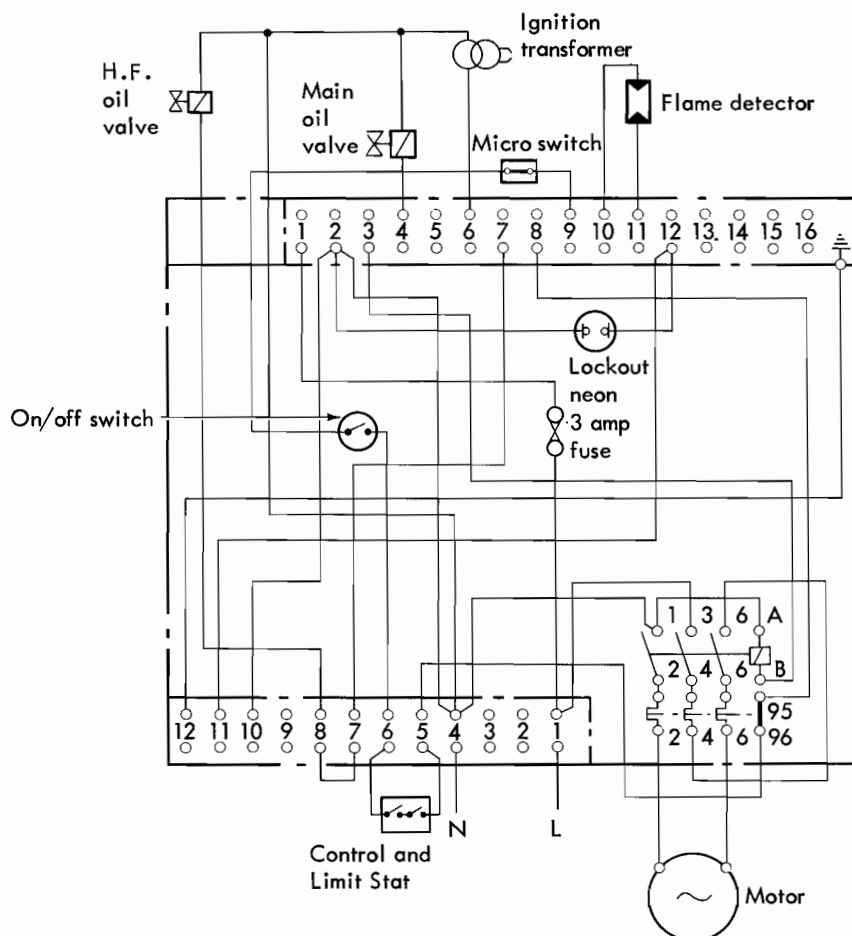 Ignition
transformer
H.F.
oil
valve
Main
oil
valve
Flame detector
Micro switch
1 2 3 4 5 6 7 8 9 10 11 12 13. 14 15 16
Lockout
neon
3 amp
fuse
On/off switch
1 3 6 A
2 4 6 B
95
2 4 6 96
12 11 10 9 8 7 6 5 4 3 2 1
N L
Control and
Limit Stat
Motor